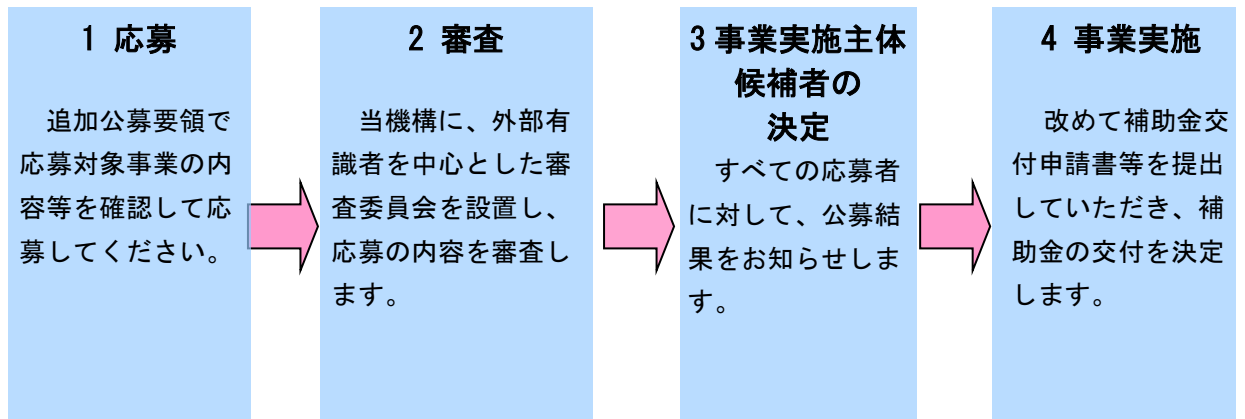 1 応募
追加公募要領で
応募対象事業の内
容等を確認して応
募してください。
2 審査
当機構に、外部有
識者を中心とした審
査委員会を設置し、
応募の内容を審査し
ます。
3 事業実施主体
候補者の
決定
すべての応募者
に対して、公募結
果をお知らせしま
す。
4 事業実施
改めて補助金交
付申請書等を提出
していただき、補
助金の交付を決定
します。